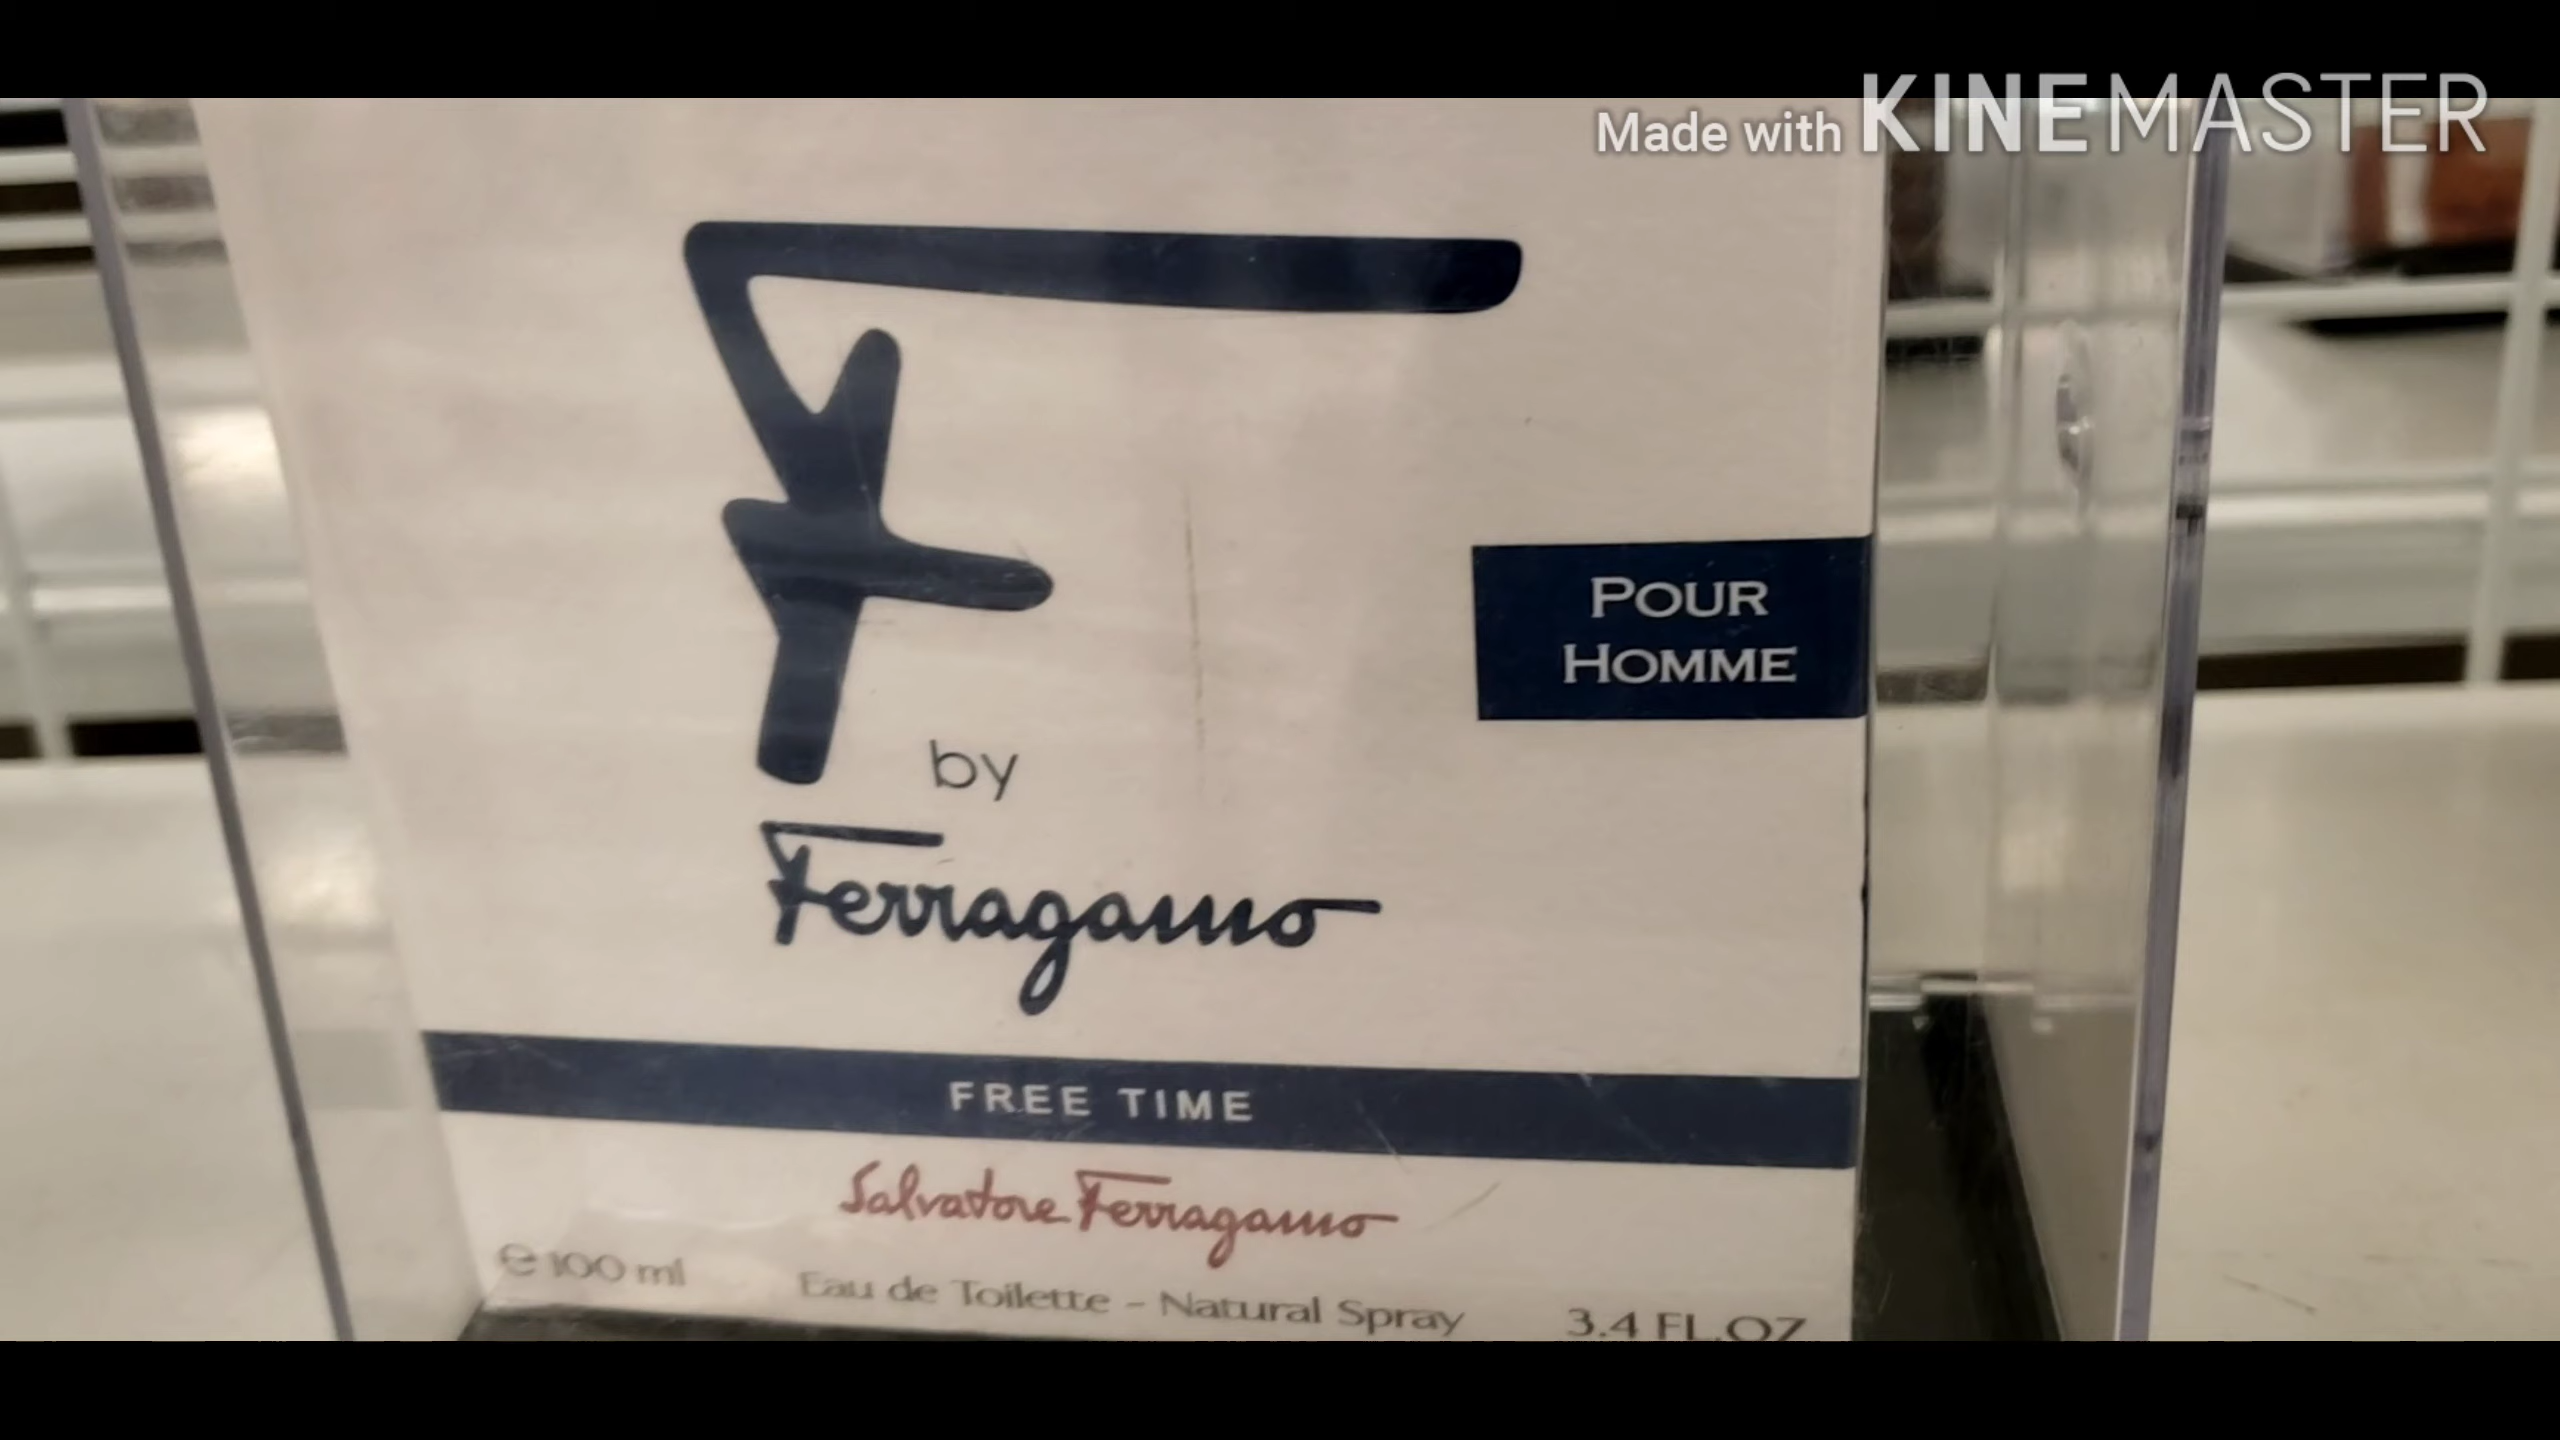 Made with KINEMASTER
F
POUR
HOMME
by
Ferragamo
FREE TIME
Salvatore Ferragamo
e 100 ml Eau de Toilette - Natural Spray 3.4 FL.OZ